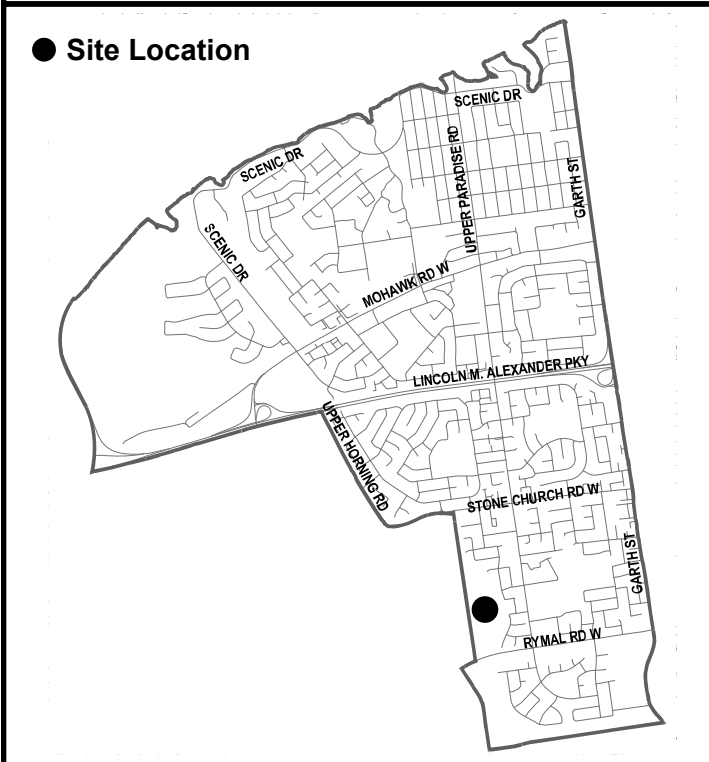 Site Location
SCENIC DR
SCENIC DR
UPPER PARADISE RD
GARTH ST
SCENIC DR
MOHAWK RD W
LINCOLN M. ALEXANDER PKY
UPPER HORNING RD
STONE CHURCH RD W
GARTH ST
RYMAL RD W